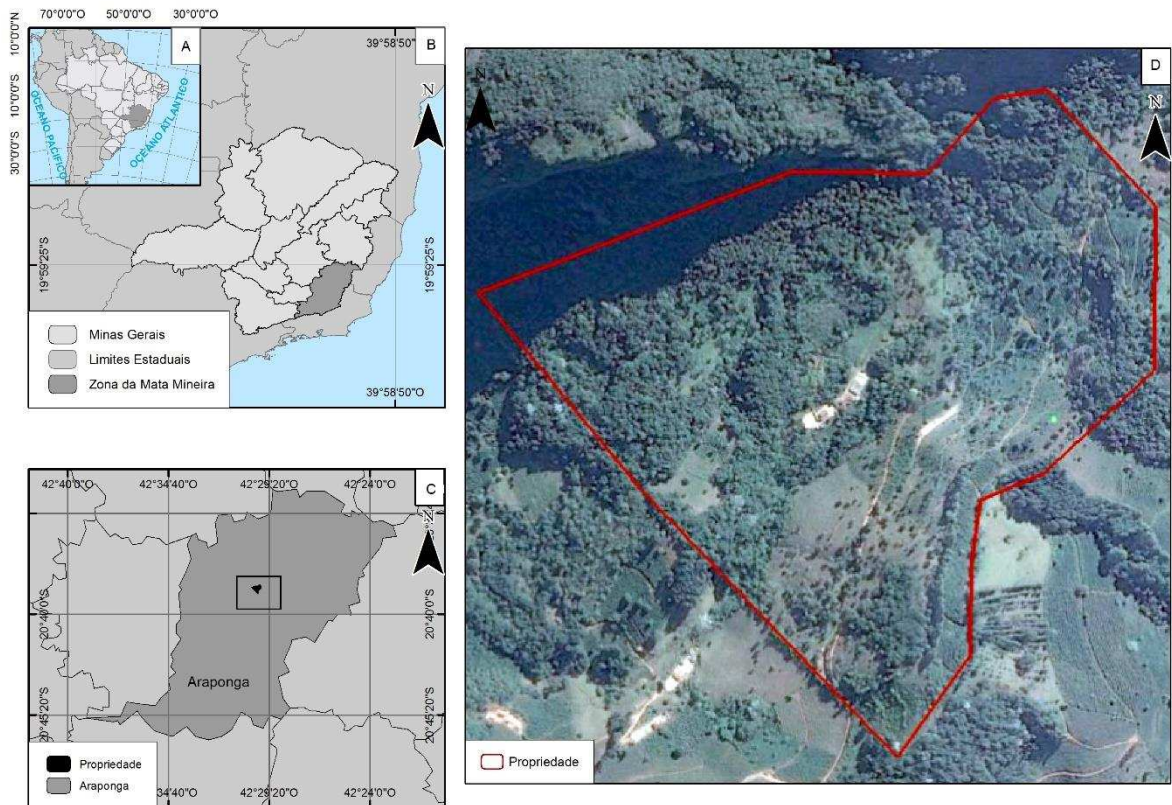 70°0'0"O 50°0'0"O 30°0'0"O
10°0'0"N
10°0'0"S
30°0'0"S
A
OCEANO PACÍFICO
OCEANO ATLÂNTICO
B
39°58'50"O
N
19°59'25"S
19°59'25"S
Minas Gerais
Limites Estaduais
Zona da Mata Mineira
39°58'50"O
C
42°40'0"O 42°34'40"O 42°29'20"O 42°24'0"O
N
20°40'0"S
20°40'0"S
20°45'20"S
20°45'20"S
Araponga
Propriedade
Araponga
42°29'20"O 42°24'0"O
D
N
N
Propriedade